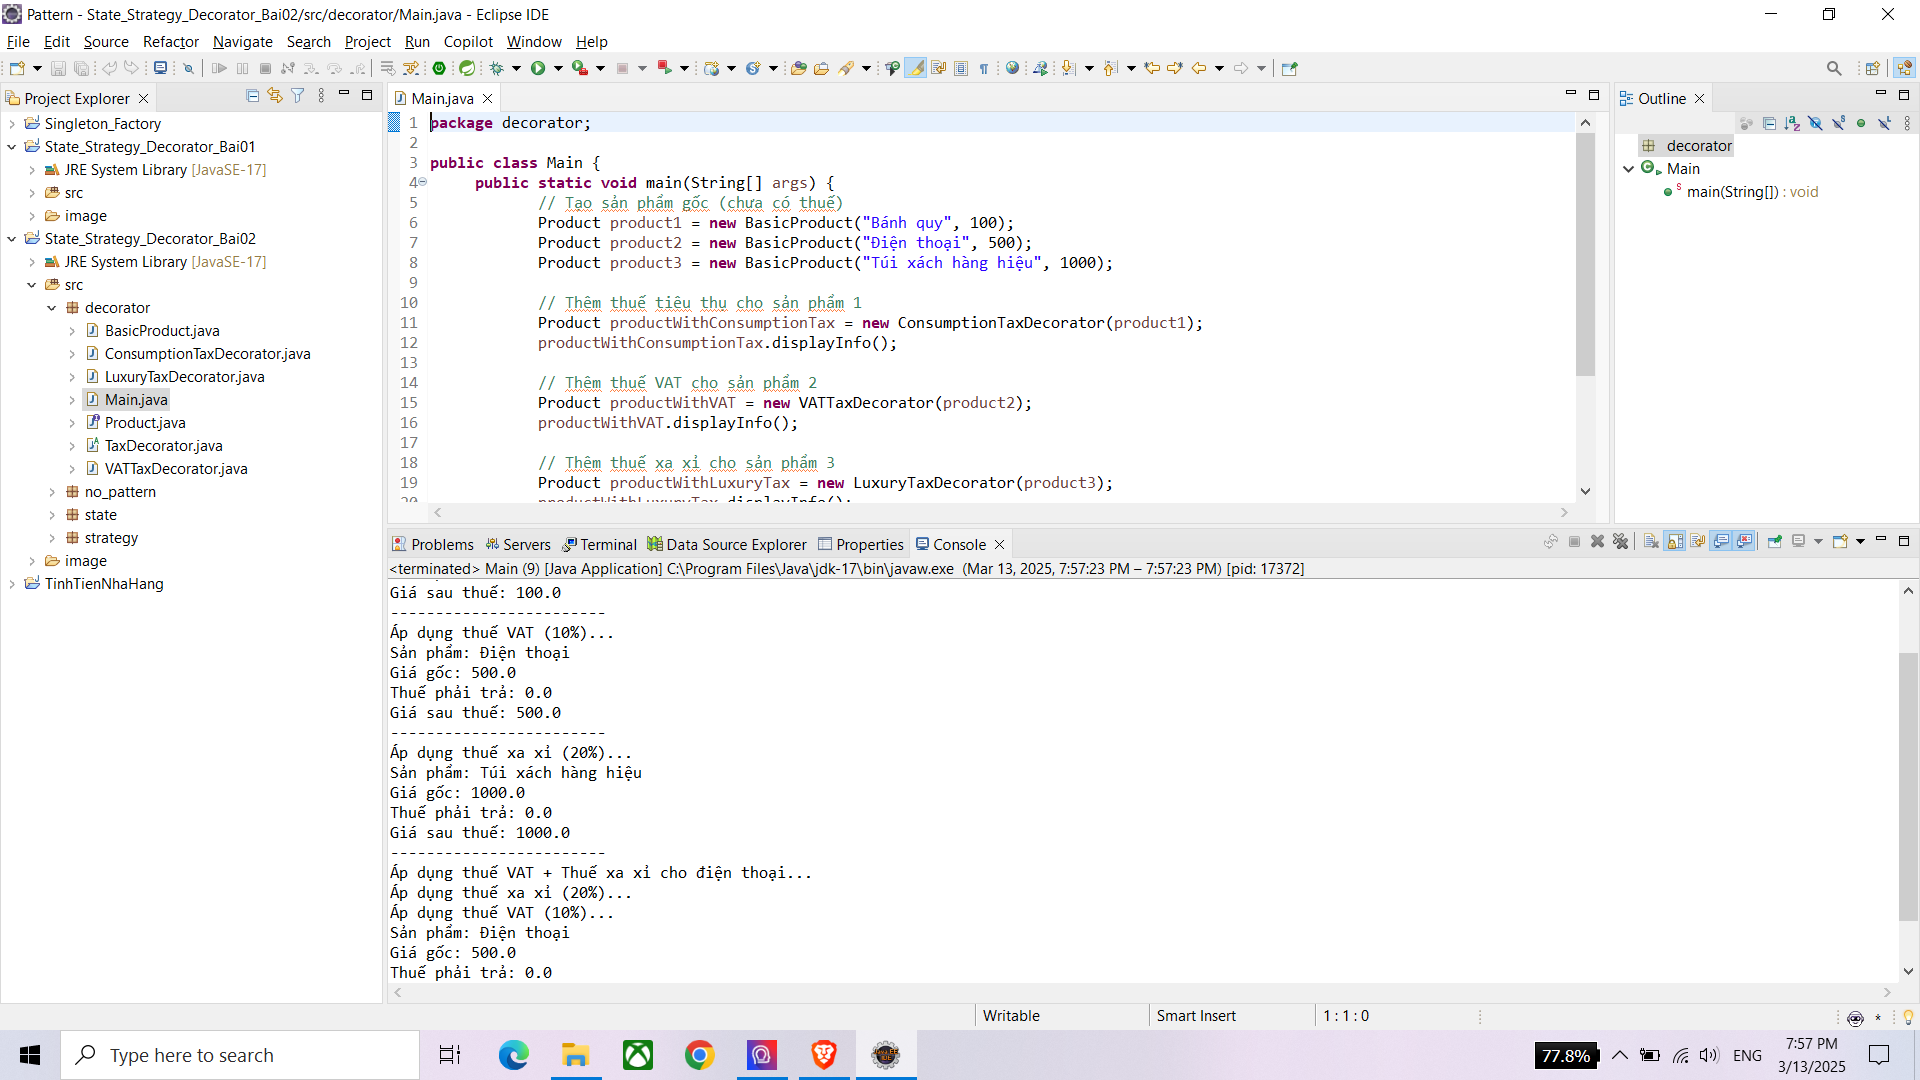 Pattern - State_Strategy_Decorator_Bai02/src/decorator/Main.java - Eclipse IDE
File Edit Source Refactor Navigate Search Project Run Copilot Window Help
Project Explorer
Singleton_Factory
State_Strategy_Decorator_Bai01
JRE System Library [JavaSE-17]
src
image
State_Strategy_Decorator_Bai02
JRE System Library [JavaSE-17]
src
decorator
BasicProduct.java
ConsumptionTaxDecorator.java
LuxuryTaxDecorator.java
Main.java
Product.java
TaxDecorator.java
VATTaxDecorator.java
no_pattern
state
strategy
image
TinhTienNhaHang
Main.java
1 package decorator;
2
3 public class Main {
4 public static void main(String[] args) {
5 // Tạo sản phẩm gốc (chưa có thuế)
6 Product product1 = new BasicProduct("Bánh quy", 100);
7 Product product2 = new BasicProduct("Điện thoại", 500);
8 Product product3 = new BasicProduct("Túi xách hàng hiệu", 1000);
9
10 // Thêm thuế tiêu thụ cho sản phẩm 1
11 Product productWithConsumptionTax = new ConsumptionTaxDecorator(product1);
12 productWithConsumptionTax.displayInfo();
13
14 // Thêm thuế VAT cho sản phẩm 2
15 Product productWithVAT = new VATTaxDecorator(product2);
16 productWithVAT.displayInfo();
17
18 // Thêm thuế xa xỉ cho sản phẩm 3
19 Product productWithLuxuryTax = new LuxuryTaxDecorator(product3);
20 productWithLuxuryTax.displayInfo();
Outline
decorator
Main
main(String[]) : void
Problems Servers Terminal Data Source Explorer Properties Console
<terminated> Main (9) [Java Application] C:\Program Files\Java\jdk-17\bin\javaw.exe (Mar 13, 2025, 7:57:23 PM – 7:57:23 PM) [pid: 17372]
Giá sau thuế: 100.0
------------------------
Áp dụng thuế VAT (10%)...
Sản phẩm: Điện thoại
Giá gốc: 500.0
Thuế phải trả: 0.0
Giá sau thuế: 500.0
------------------------
Áp dụng thuế xa xỉ (20%)...
Sản phẩm: Túi xách hàng hiệu
Giá gốc: 1000.0
Thuế phải trả: 0.0
Giá sau thuế: 1000.0
------------------------
Áp dụng thuế VAT + Thuế xa xỉ cho điện thoại...
Áp dụng thuế xa xỉ (20%)...
Áp dụng thuế VAT (10%)...
Sản phẩm: Điện thoại
Giá gốc: 500.0
Thuế phải trả: 0.0
Writable Smart Insert 1 : 1 : 0
Type here to search
77.8%
ENG
7:57 PM
3/13/2025